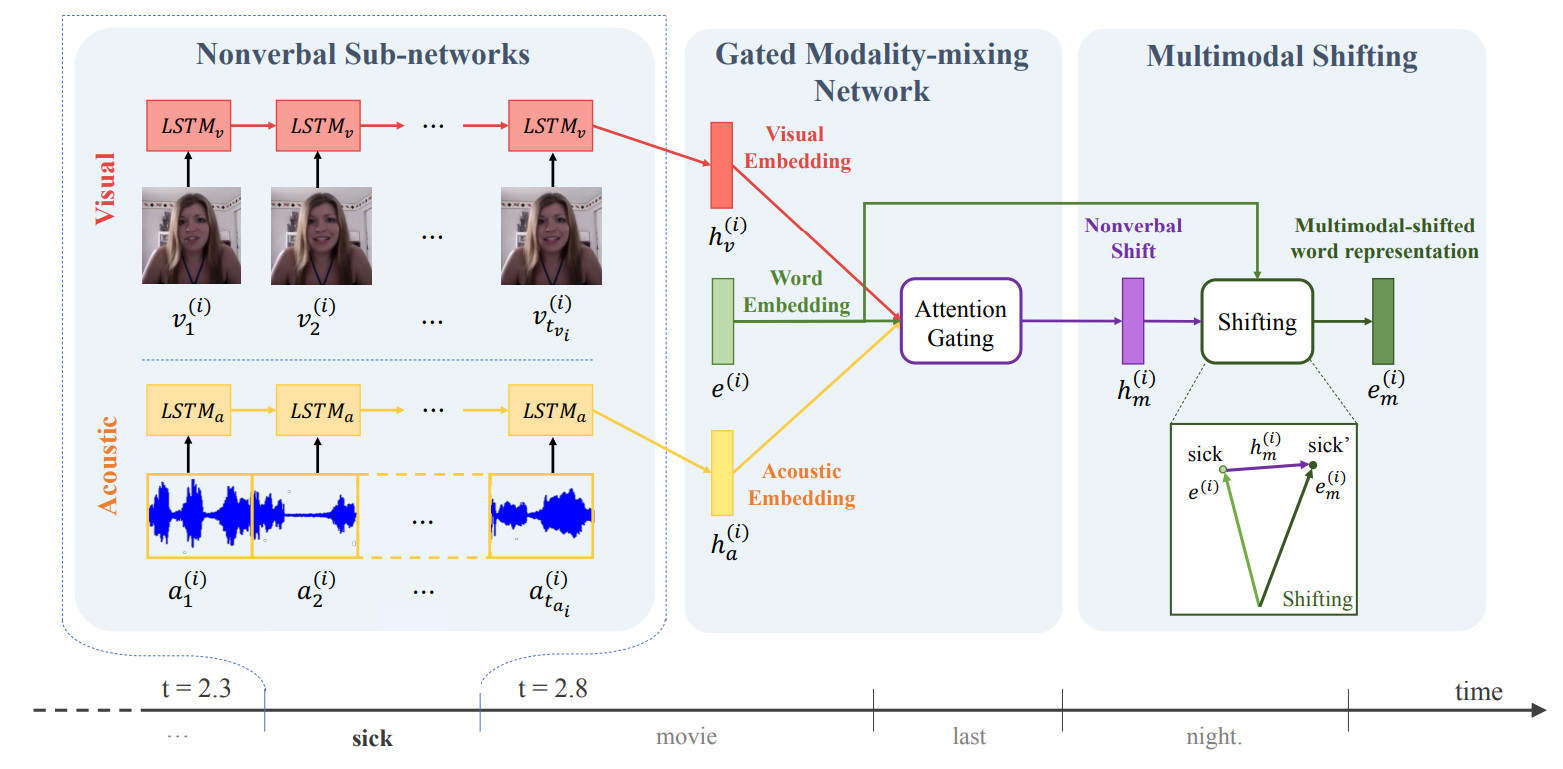 Nonverbal Sub-networks
Visual
LSTM_v
LSTM_v
...
LSTM_v
v_1^{(i)}
v_2^{(i)}
...
...
v_{t_{v_i}}^{(i)}
Acoustic
LSTM_a
LSTM_a
...
LSTM_a
...
a_1^{(i)}
a_2^{(i)}
...
a_{t_{a_i}}^{(i)}
Gated Modality-mixing
Network
Visual
Embedding
h_v^{(i)}
Word
Embedding
e^{(i)}
Acoustic
Embedding
h_a^{(i)}
Attention
Gating
Multimodal Shifting
Nonverbal
Shift
h_m^{(i)}
Shifting
Multimodal-shifted
word representation
e_m^{(i)}
sick
h_m^{(i)}
sick’
e^{(i)}
e_m^{(i)}
Shifting
t = 2.3
t = 2.8
time
...
sick
movie
last
night.